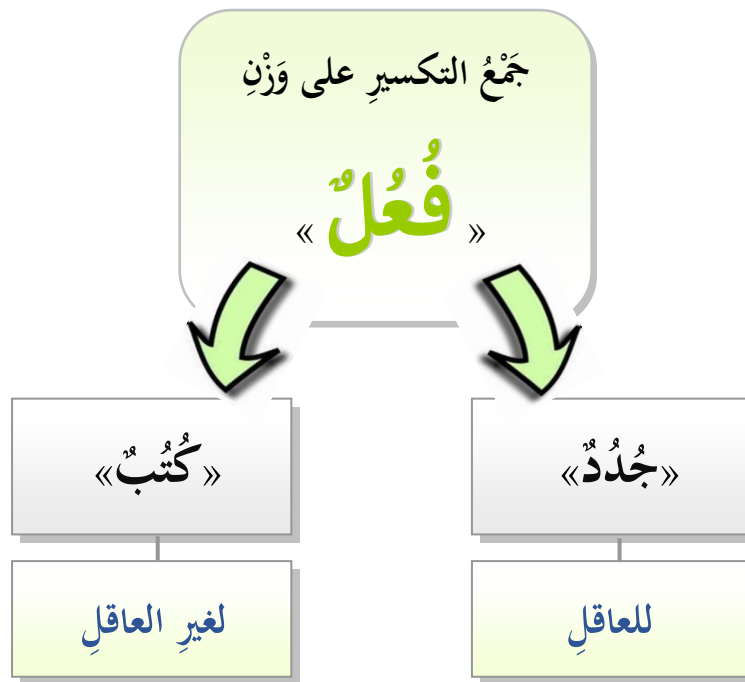 جَمْعُ التكسيرِ على وَزْنِ
« فُعُلٌ »
«جُدُدٌ»
«كُتُبٌ»
للعاقلِ
لغيرِ العاقلِ